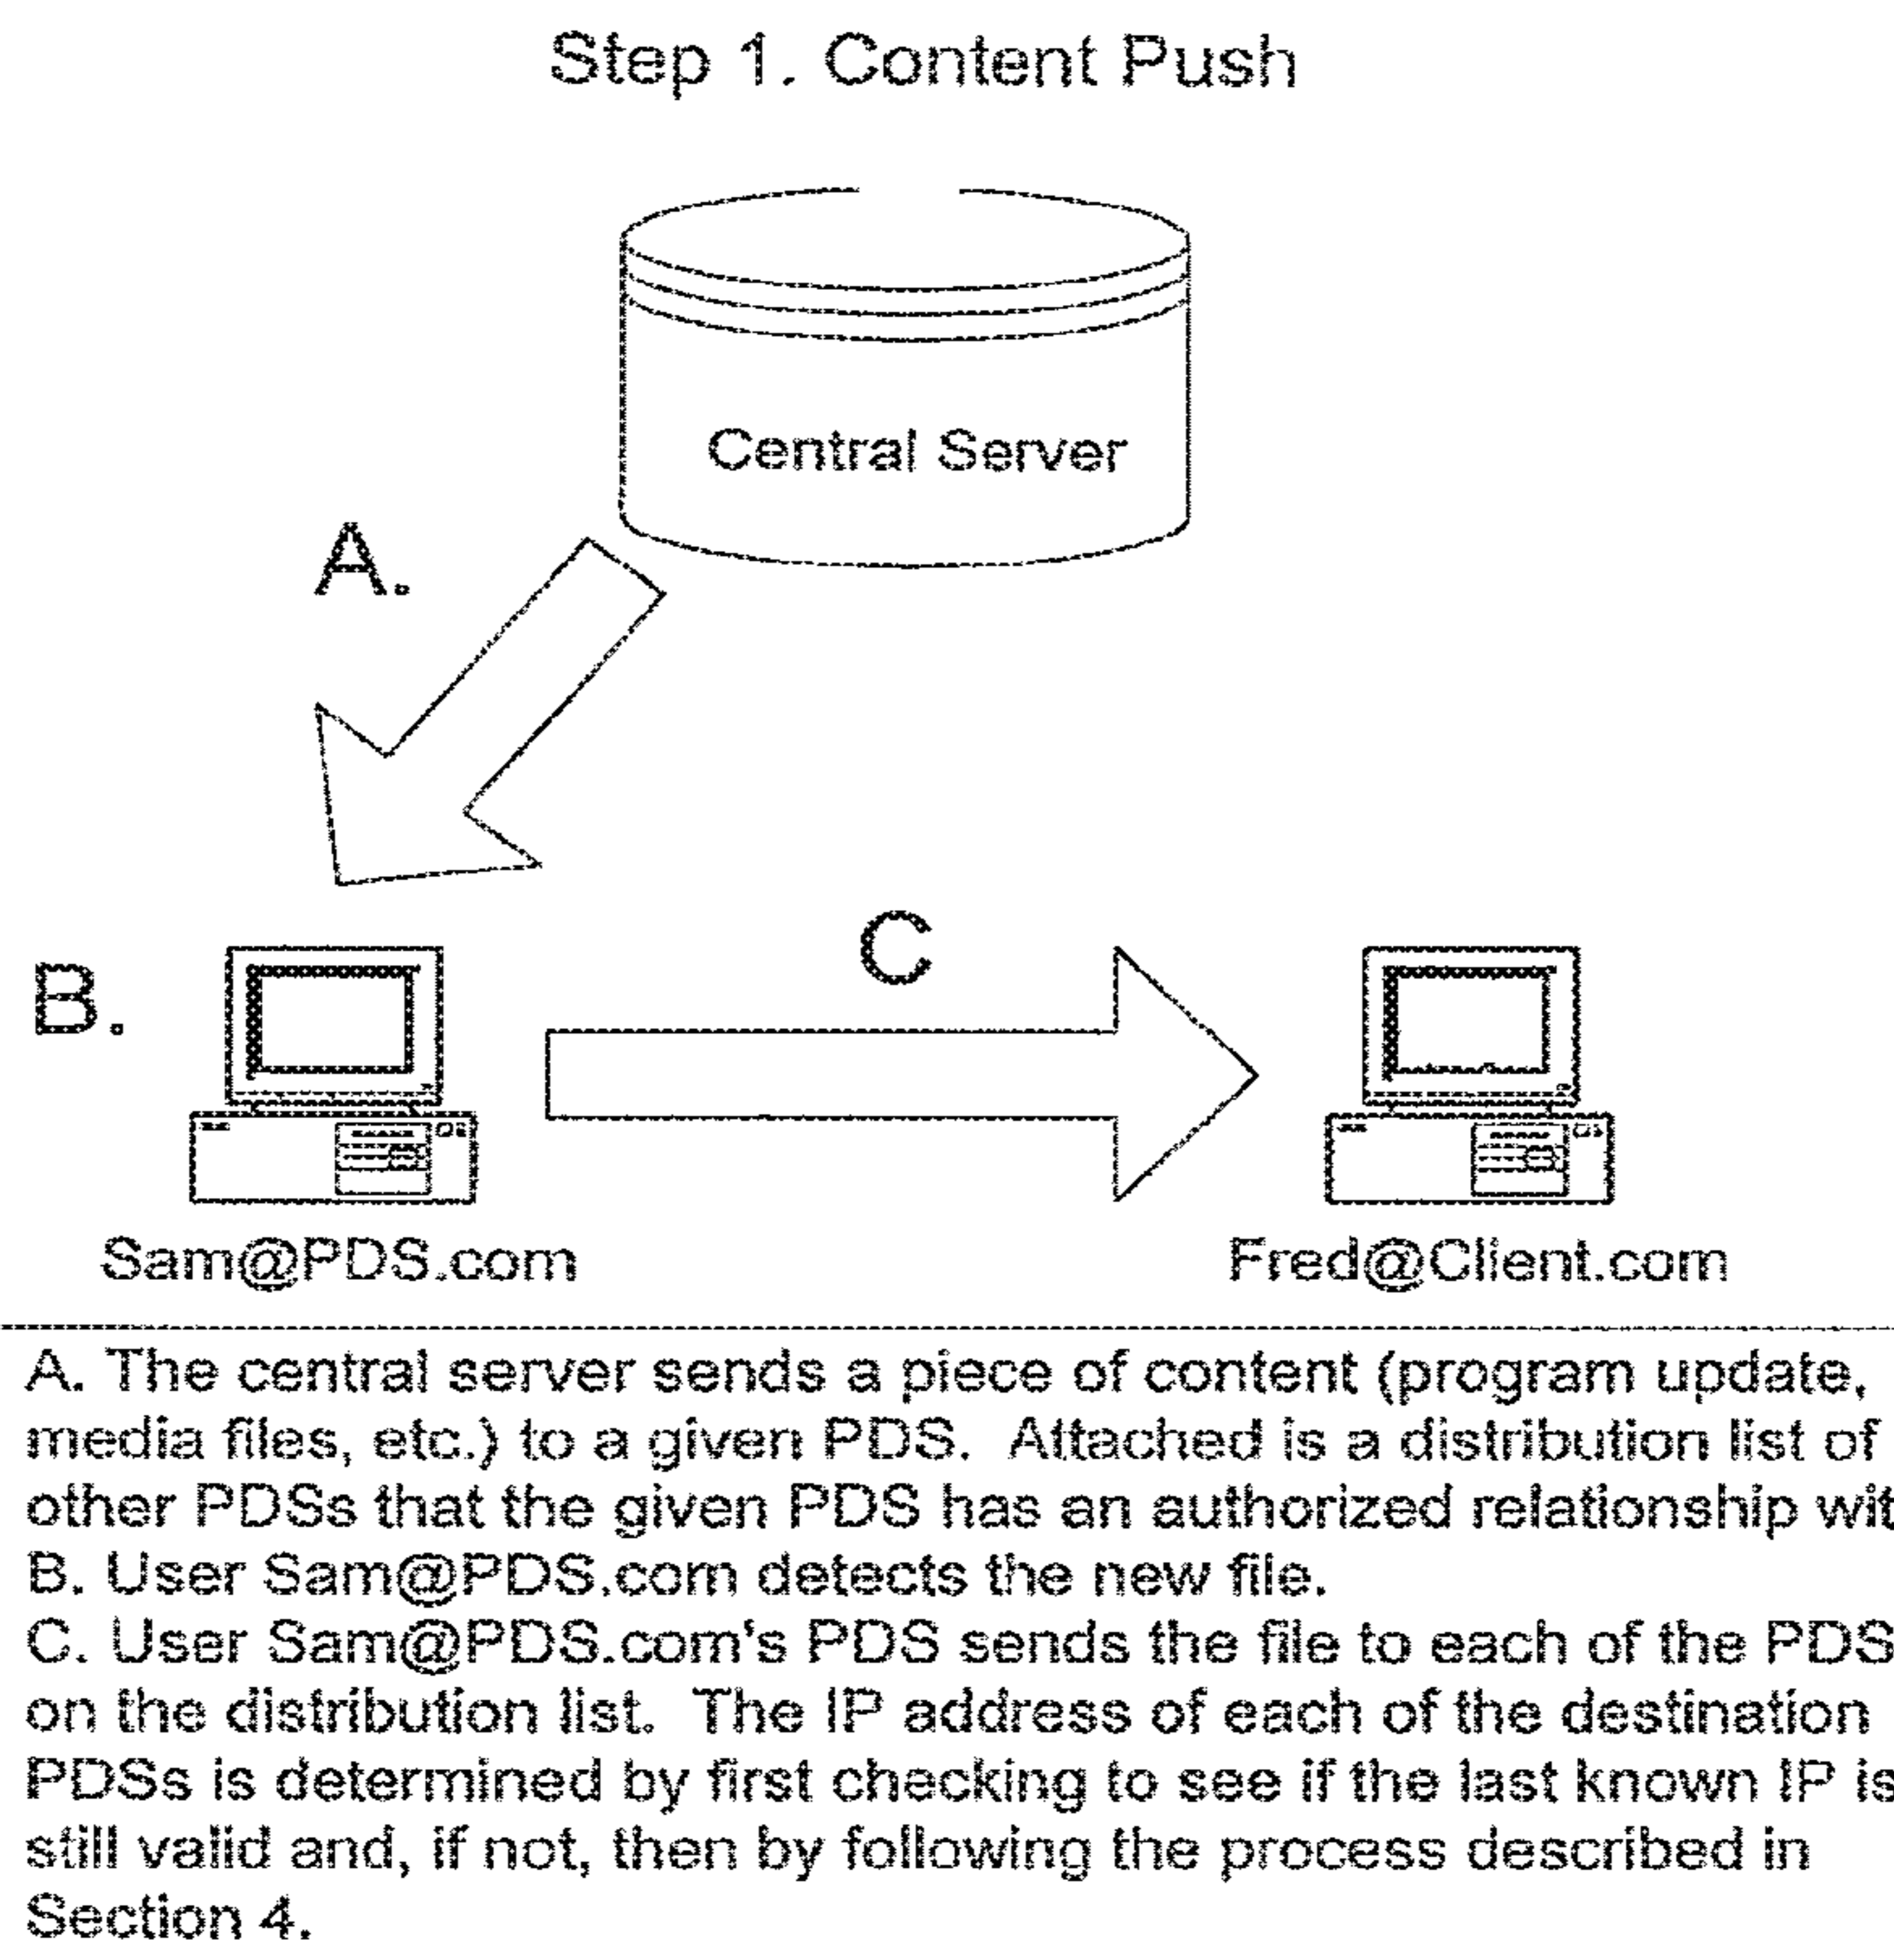 Step 1. Content Push
Central Server
A.
B.
C
Sam@PDS.com
Fred@Client.com
A. The central server sends a piece of content (program update,
media files, etc.) to a given PDS. Attached is a distribution list of
other PDSs that the given PDS has an authorized relationship wit
B. User Sam@PDS.com detects the new file.
C. User Sam@PDS.com's PDS sends the file to each of the PDS
on the distribution list. The IP address of each of the destination
PDSs is determined by first checking to see if the last known IP is
still valid and, if not, then by following the process described in
Section 4.